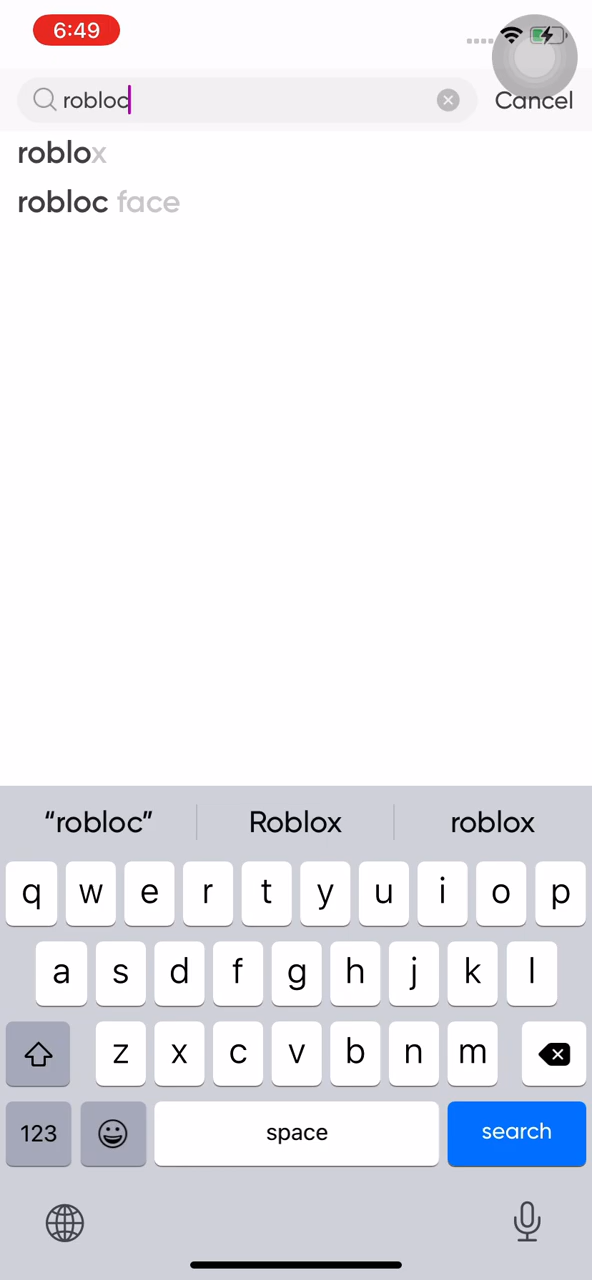 6:49
robloc
Cancel
roblox
robloc face
“robloc” Roblox roblox
q w e r t y u i o p
a s d f g h j k l
z x c v b n m
123 space search